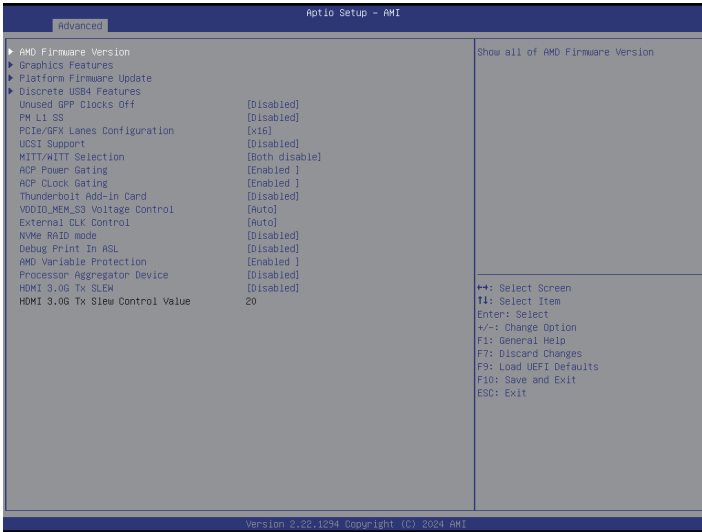 Aptio Setup – AMI
Advanced
AMD Firmware Version
Graphics Features
Platform Firmware Update
Discrete USB4 Features
Unused GPP Clocks Off [Disabled]
PM L1 SS [Disabled]
PCIe/GFX Lanes Configuration [x16]
UCSI Support [Disabled]
MITT/WITT Selection [Both disable]
ACP Power Gating [Enabled ]
ACP CLock Gating [Enabled ]
Thunderbolt Add-in Card [Disabled]
VDDIO_MEM_S3 Voltage Control [Auto]
External CLK Control [Auto]
NVMe RAID mode [Disabled]
Debug Print In ASL [Disabled]
AMD Variable Protection [Enabled ]
Processor Aggregator Device [Disabled]
HDMI 3.0G Tx SLEW [Disabled]
HDMI 3.0G Tx Slew Control Value 20
Show all of AMD Firmware Version
↔: Select Screen
↑↓: Select Item
Enter: Select
+/-: Change Option
F1: General Help
F7: Discard Changes
F9: Load UEFI Defaults
F10: Save and Exit
ESC: Exit
Version 2.22.1294 Copyright (C) 2024 AMI